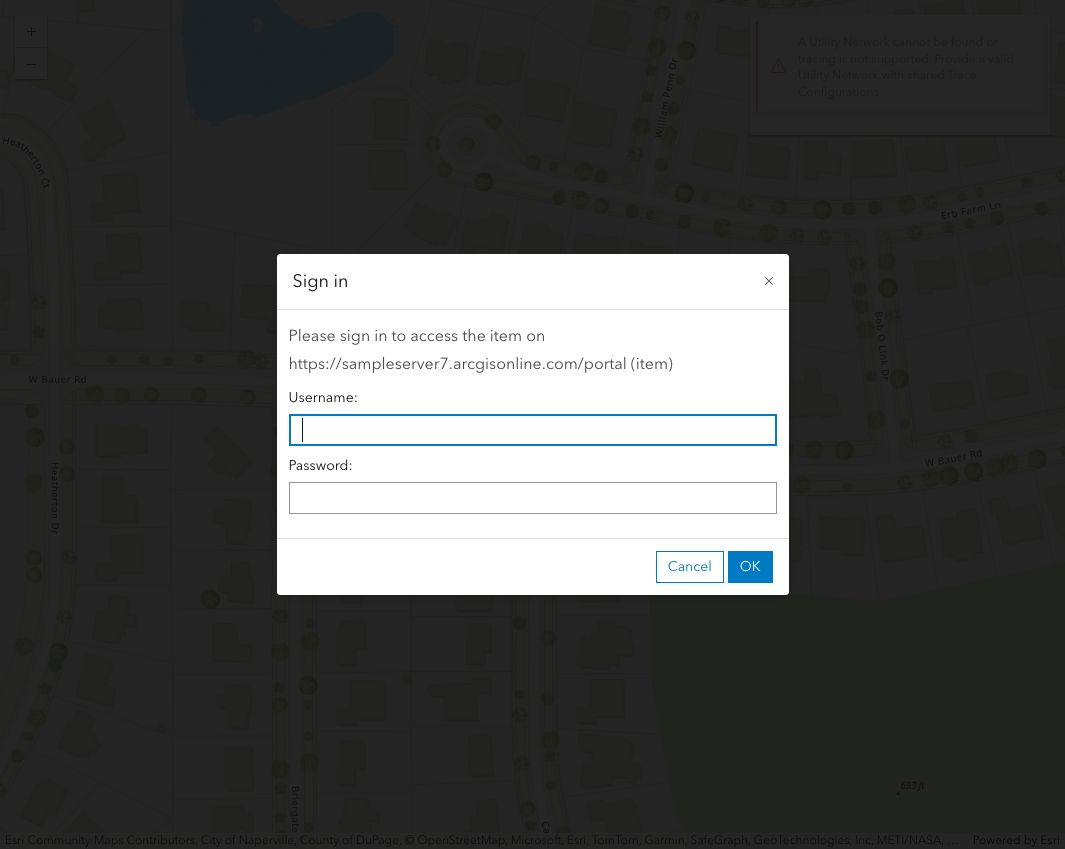 +
−
A Utility Network cannot be found or
tracing is not supported. Provide a valid
Utility Network with shared Trace
Configurations.
William Penn Dr
Heatherton Ct
Erb Farm Ln
Sign in
×
Please sign in to access the item on
https://sampleserver7.arcgisonline.com/portal (item)
Username:
Password:
Cancel
OK
Bob O Link Dr
W Bauer Rd
W Bauer Rd
Heatherton Dr
693 ft
Briergate
Esri Community Maps Contributors, City of Naperville, County of DuPage, © OpenStreetMap, Microsoft, Esri, TomTom, Garmin, SafeGraph, GeoTechnologies, Inc, METI/NASA, …
Powered by Esri